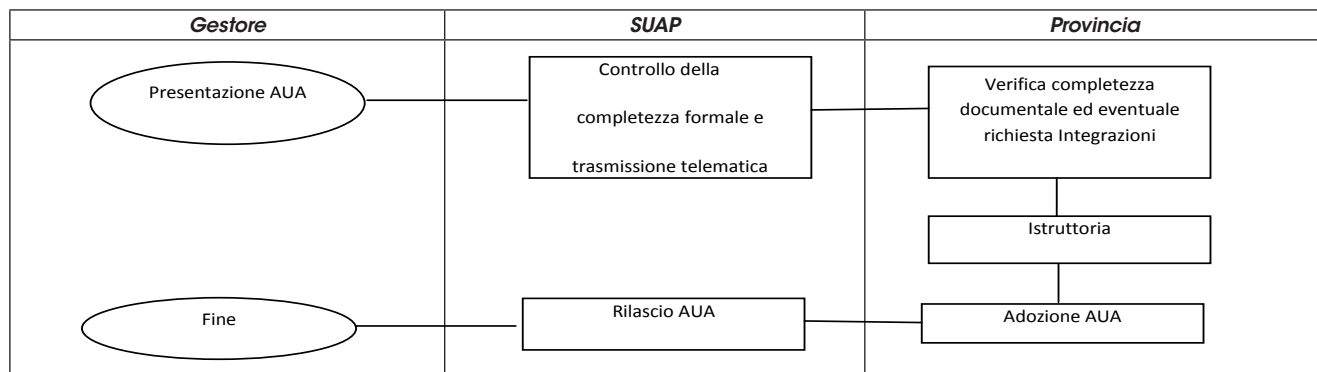 Gestore
SUAP
Provincia
Presentazione AUA
Controllo della
completezza formale e
trasmissione telematica
Verifica completezza
documentale ed eventuale
richiesta Integrazioni
Istruttoria
Fine
Rilascio AUA
Adozione AUA